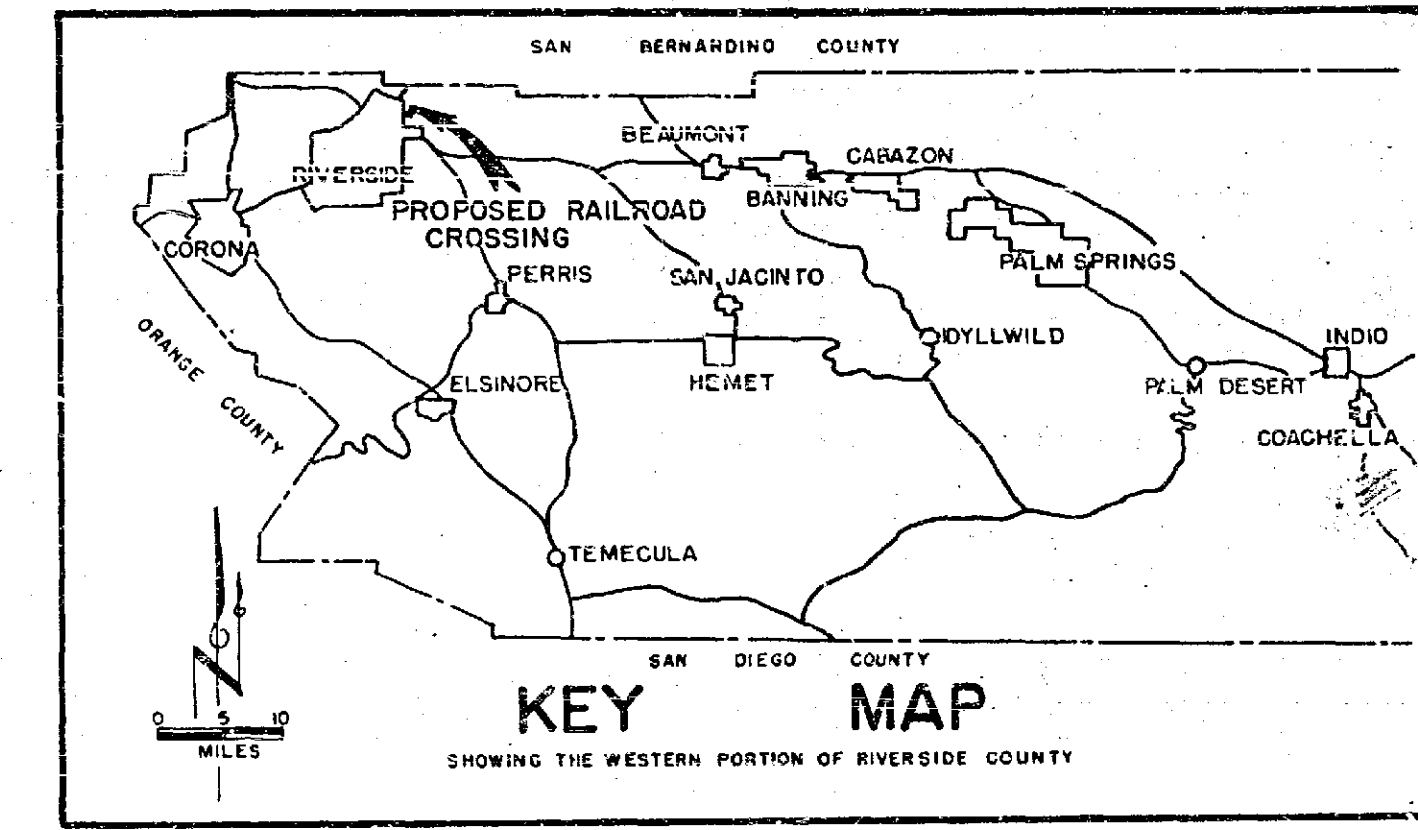 SAN BERNARDINO COUNTY
BEAUMONT
CABAZON
RIVERSIDE
BANNING
PROPOSED RAILROAD
CROSSING
CORONA
PALM SPRINGS
PERRIS
SAN JACINTO
ORANGE COUNTY
IDYLLWILD
INDIO
ELSINORE
HEMET
PALM DESERT
COACHELLA
TEMECULA
SAN DIEGO COUNTY
KEY MAP
0 5 10
MILES
SHOWING THE WESTERN PORTION OF RIVERSIDE COUNTY